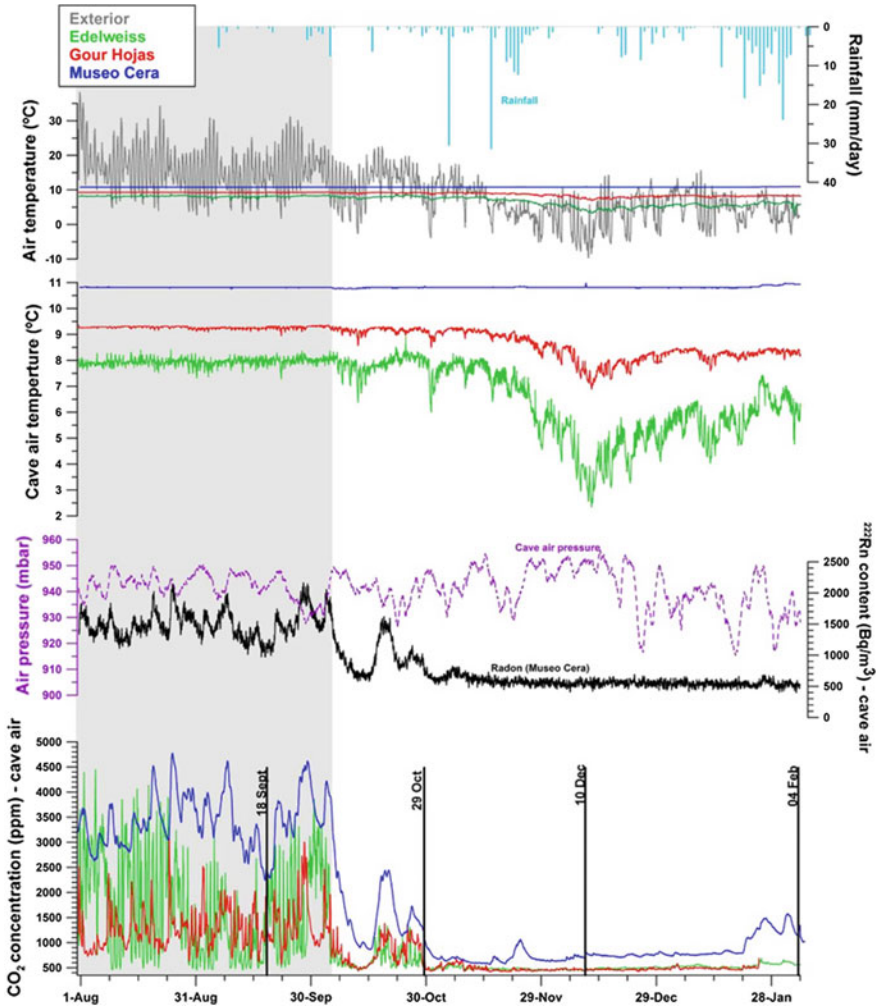 Exterior
Edelweiss
Gour Hojas
Museo Cera
Rainfall
Rainfall (mm/day)
0
10
20
30
40
Air temperature (ºC)
30
20
10
0
-10
Cave air temperture (ºC)
11
10
9
8
7
6
5
4
3
2
Air pressure (mbar)
960
950
940
930
920
910
900
Cave air pressure
Radon (Museo Cera)
²²²Rn content (Bq/m³) - cave air
2500
2000
1500
1000
500
0
CO₂ concentration (ppm) - cave air
5000
4500
4000
3500
3000
2500
2000
1500
1000
500
18 Sept
29 Oct
10 Dec
04 Feb
1-Aug 31-Aug 30-Sep 30-Oct 29-Nov 29-Dec 28-Jan